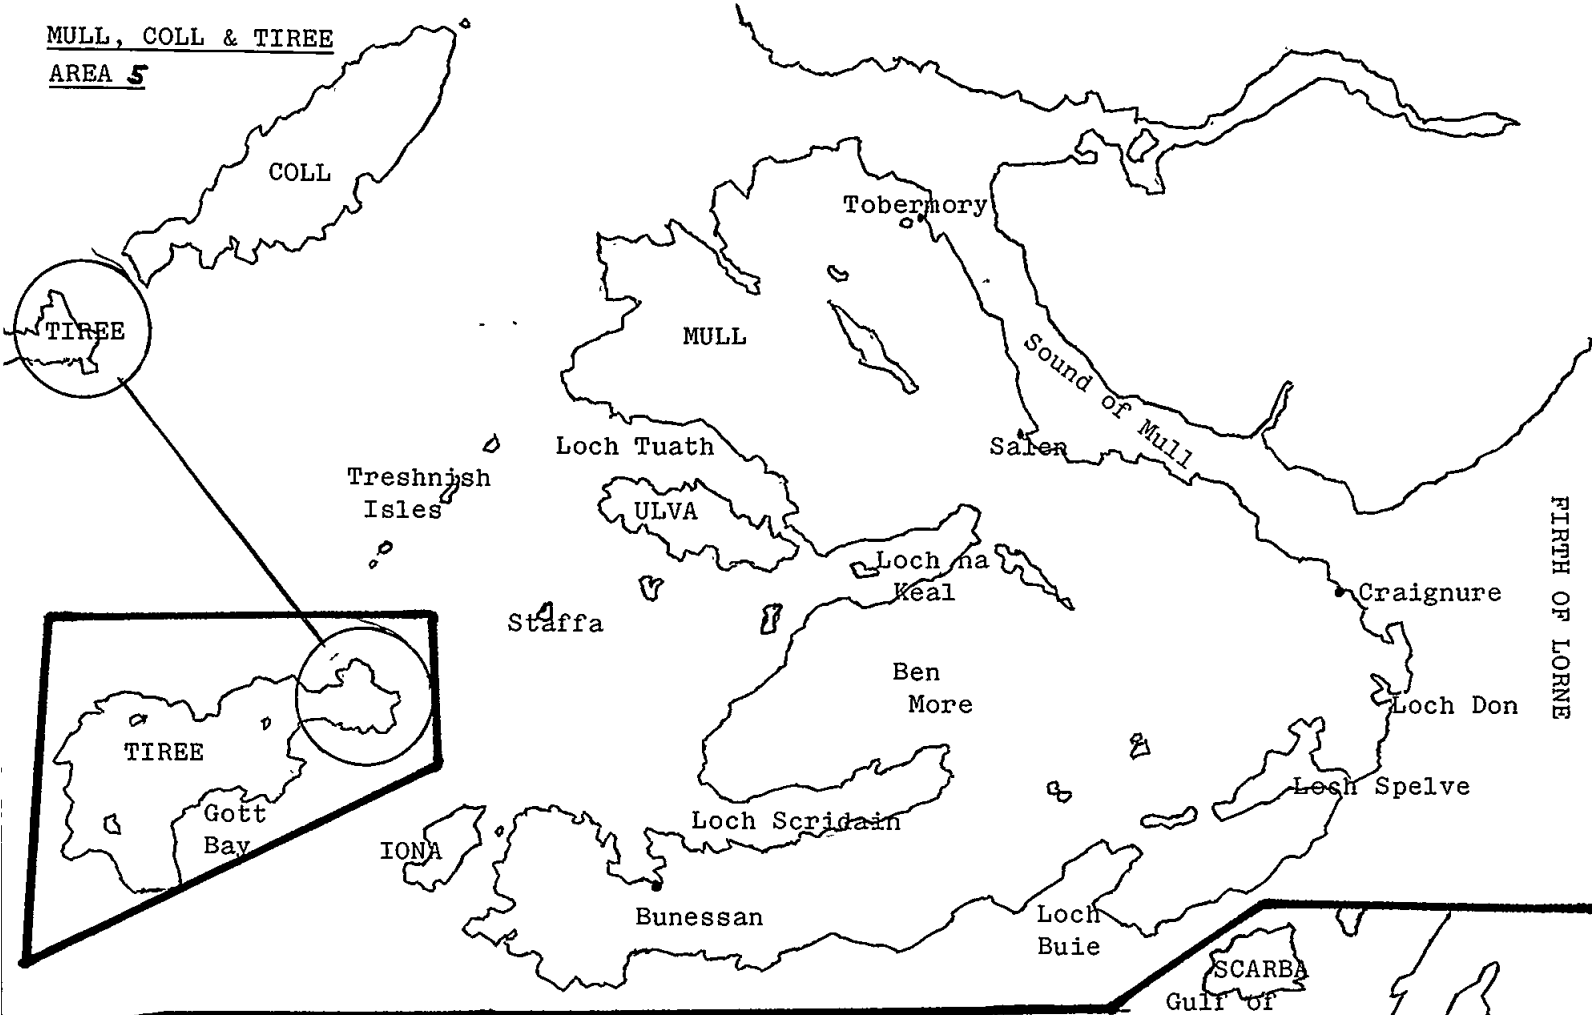 MULL, COLL & TIREE
AREA 5
COLL
Tobermory
TIREE
MULL
Sound of Mull
Loch Tuath
Salen
Treshnish
Isles
ULVA
FIRTH OF LORNE
Loch na
Keal
Craignure
Staffa
Ben
More
Loch Don
TIREE
Loch Spelve
Gott
Bay
Loch Scridain
IONA
Bunessan
Loch
Buie
SCARBA
Gulf of